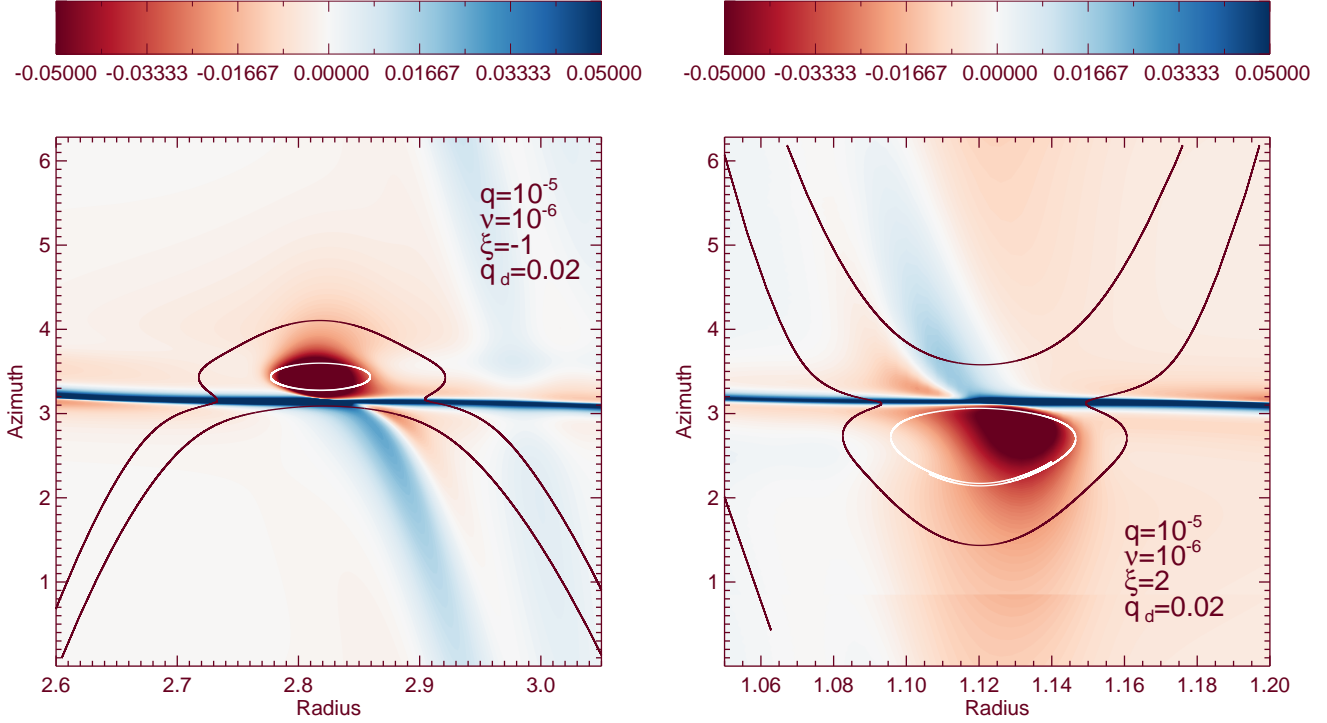 -0.05000 -0.03333 -0.01667 0.00000 0.01667 0.03333 0.05000
-0.05000 -0.03333 -0.01667 0.00000 0.01667 0.03333 0.05000
6
5
4
3
2
1
Azimuth
q=10⁻⁵
ν=10⁻⁶
ξ=-1
q_d=0.02
2.6 2.7 2.8 2.9 3.0
Radius
6
5
4
3
2
1
Azimuth
q=10⁻⁵
ν=10⁻⁶
ξ=2
q_d=0.02
1.06 1.08 1.10 1.12 1.14 1.16 1.18 1.20
Radius